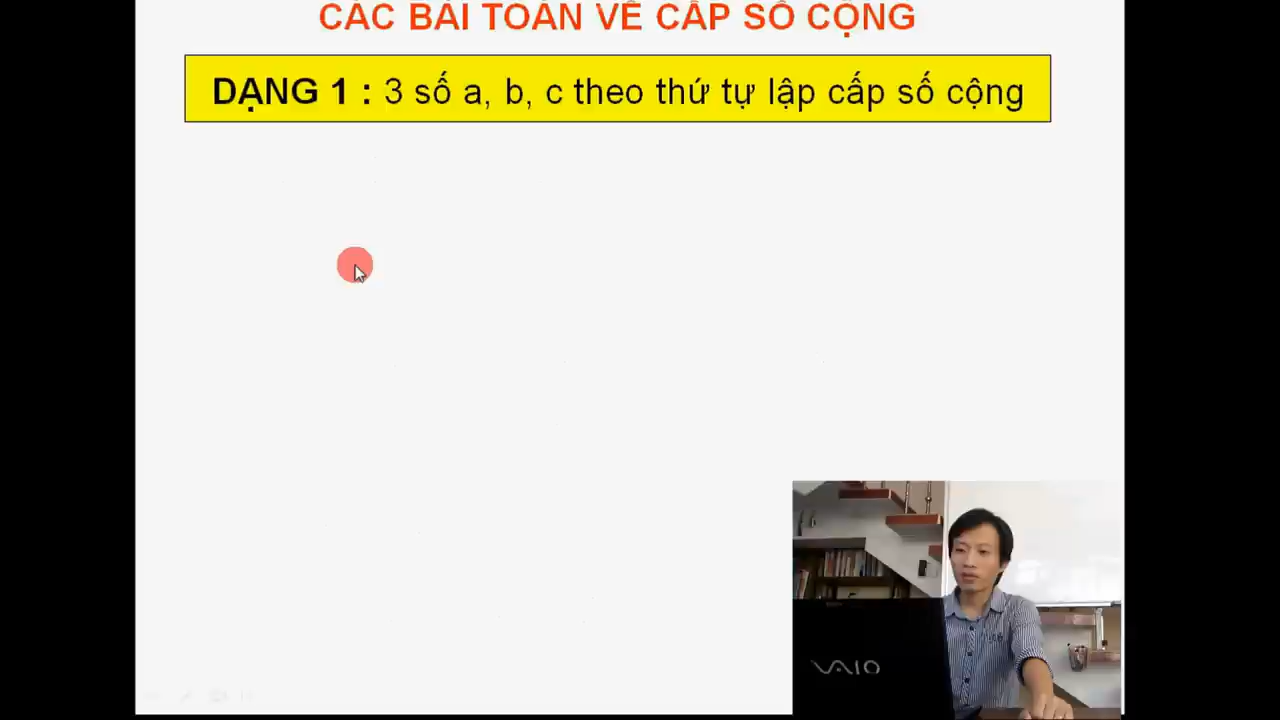 CÁC BÀI TOÁN VỀ CẤP SỐ CỘNG
DẠNG 1 : 3 số a, b, c theo thứ tự lập cấp số cộng
VAIO